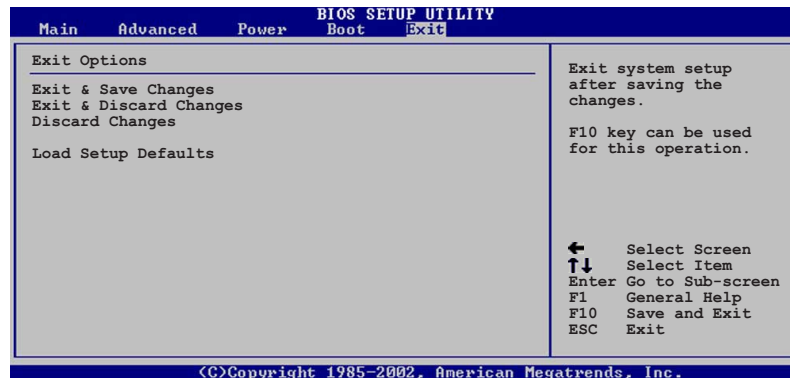 BIOS SETUP UTILITY
Main Advanced Power Boot Exit
Exit Options
Exit & Save Changes
Exit & Discard Changes
Discard Changes
Load Setup Defaults
Exit system setup
after saving the
changes.
F10 key can be used
for this operation.
← Select Screen
↑↓ Select Item
Enter Go to Sub-screen
F1 General Help
F10 Save and Exit
ESC Exit
(C)Copyright 1985-2002, American Megatrends, Inc.